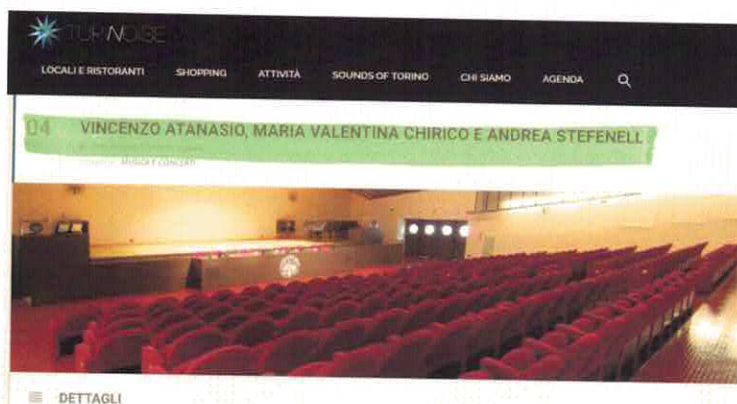 TURNOISE
LOCALI E RISTORANTI SHOPPING ATTIVITÀ SOUNDS OF TORINO CHI SIAMO AGENDA
04 VINCENZO ATANASIO, MARIA VALENTINA CHIRICO E ANDREA STEFENELL
MUSICA E CONCERTI
DETTAGLI